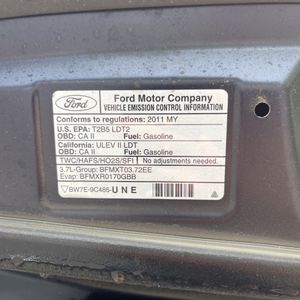 Ford
Ford Motor Company
VEHICLE EMISSION CONTROL INFORMATION
Conforms to regulations: 2011 MY
U.S. EPA: T2B5 LDT2
OBD: CA II Fuel: Gasoline
California: ULEV II LDT
OBD: CA II Fuel: Gasoline
TWC/HAFS/HO2S/SFI No adjustments needed.
3.7L-Group: BFMXT03.72EE
Evap: BFMXR0170GBB
BW7E-9C485-UNE